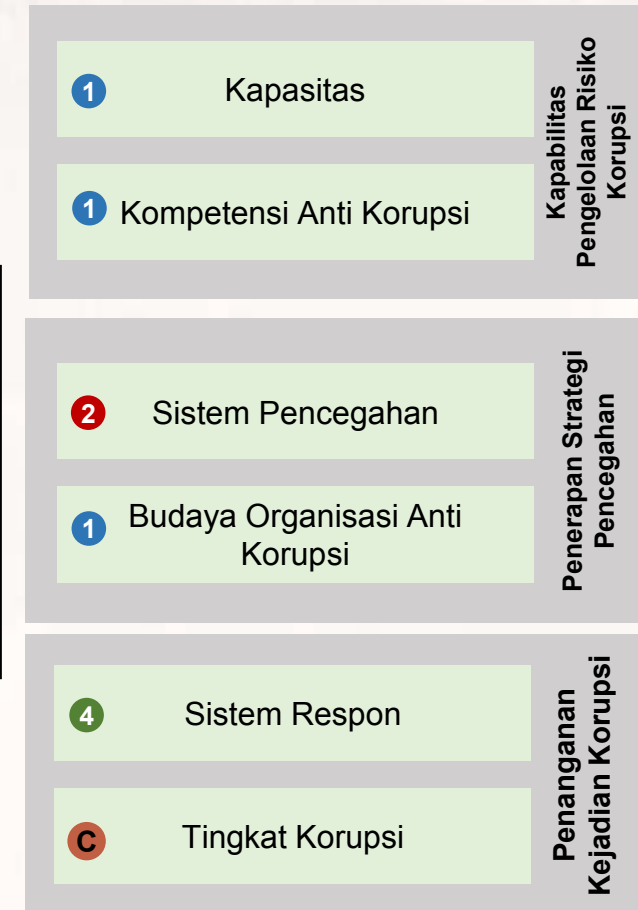 1 Kapasitas
1 Kompetensi Anti Korupsi
Kapabilitas
Pengelolaan Risiko
Korupsi
2 Sistem Pencegahan
1 Budaya Organisasi Anti
Korupsi
Penerapan Strategi
Pencegahan
4 Sistem Respon
C Tingkat Korupsi
Penanganan
Kejadian Korupsi